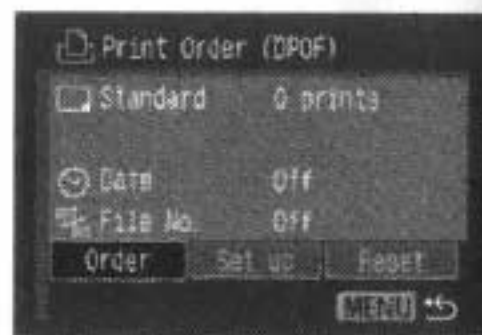 Print Order (DPOF)
Standard 0 prints
Date Off
File No. Off
Order Set up Reset
MENU